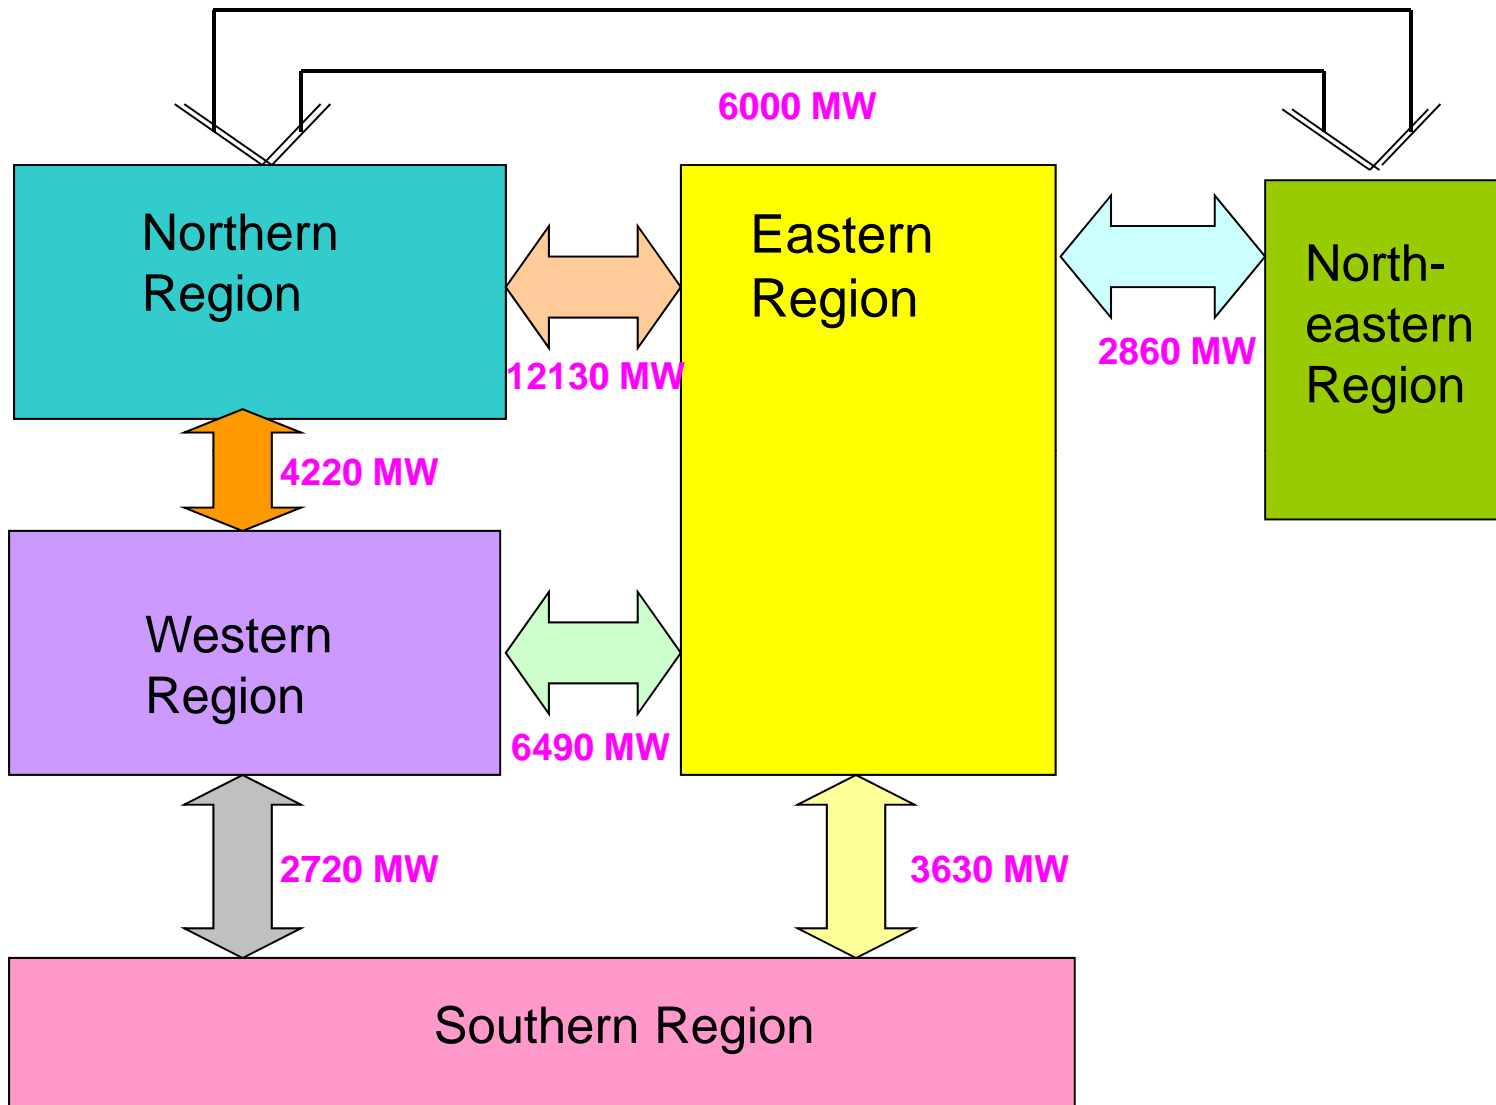 6000 MW
Northern
Region
Eastern
Region
North-
eastern
Region
12130 MW
2860 MW
4220 MW
Western
Region
6490 MW
2720 MW
3630 MW
Southern Region